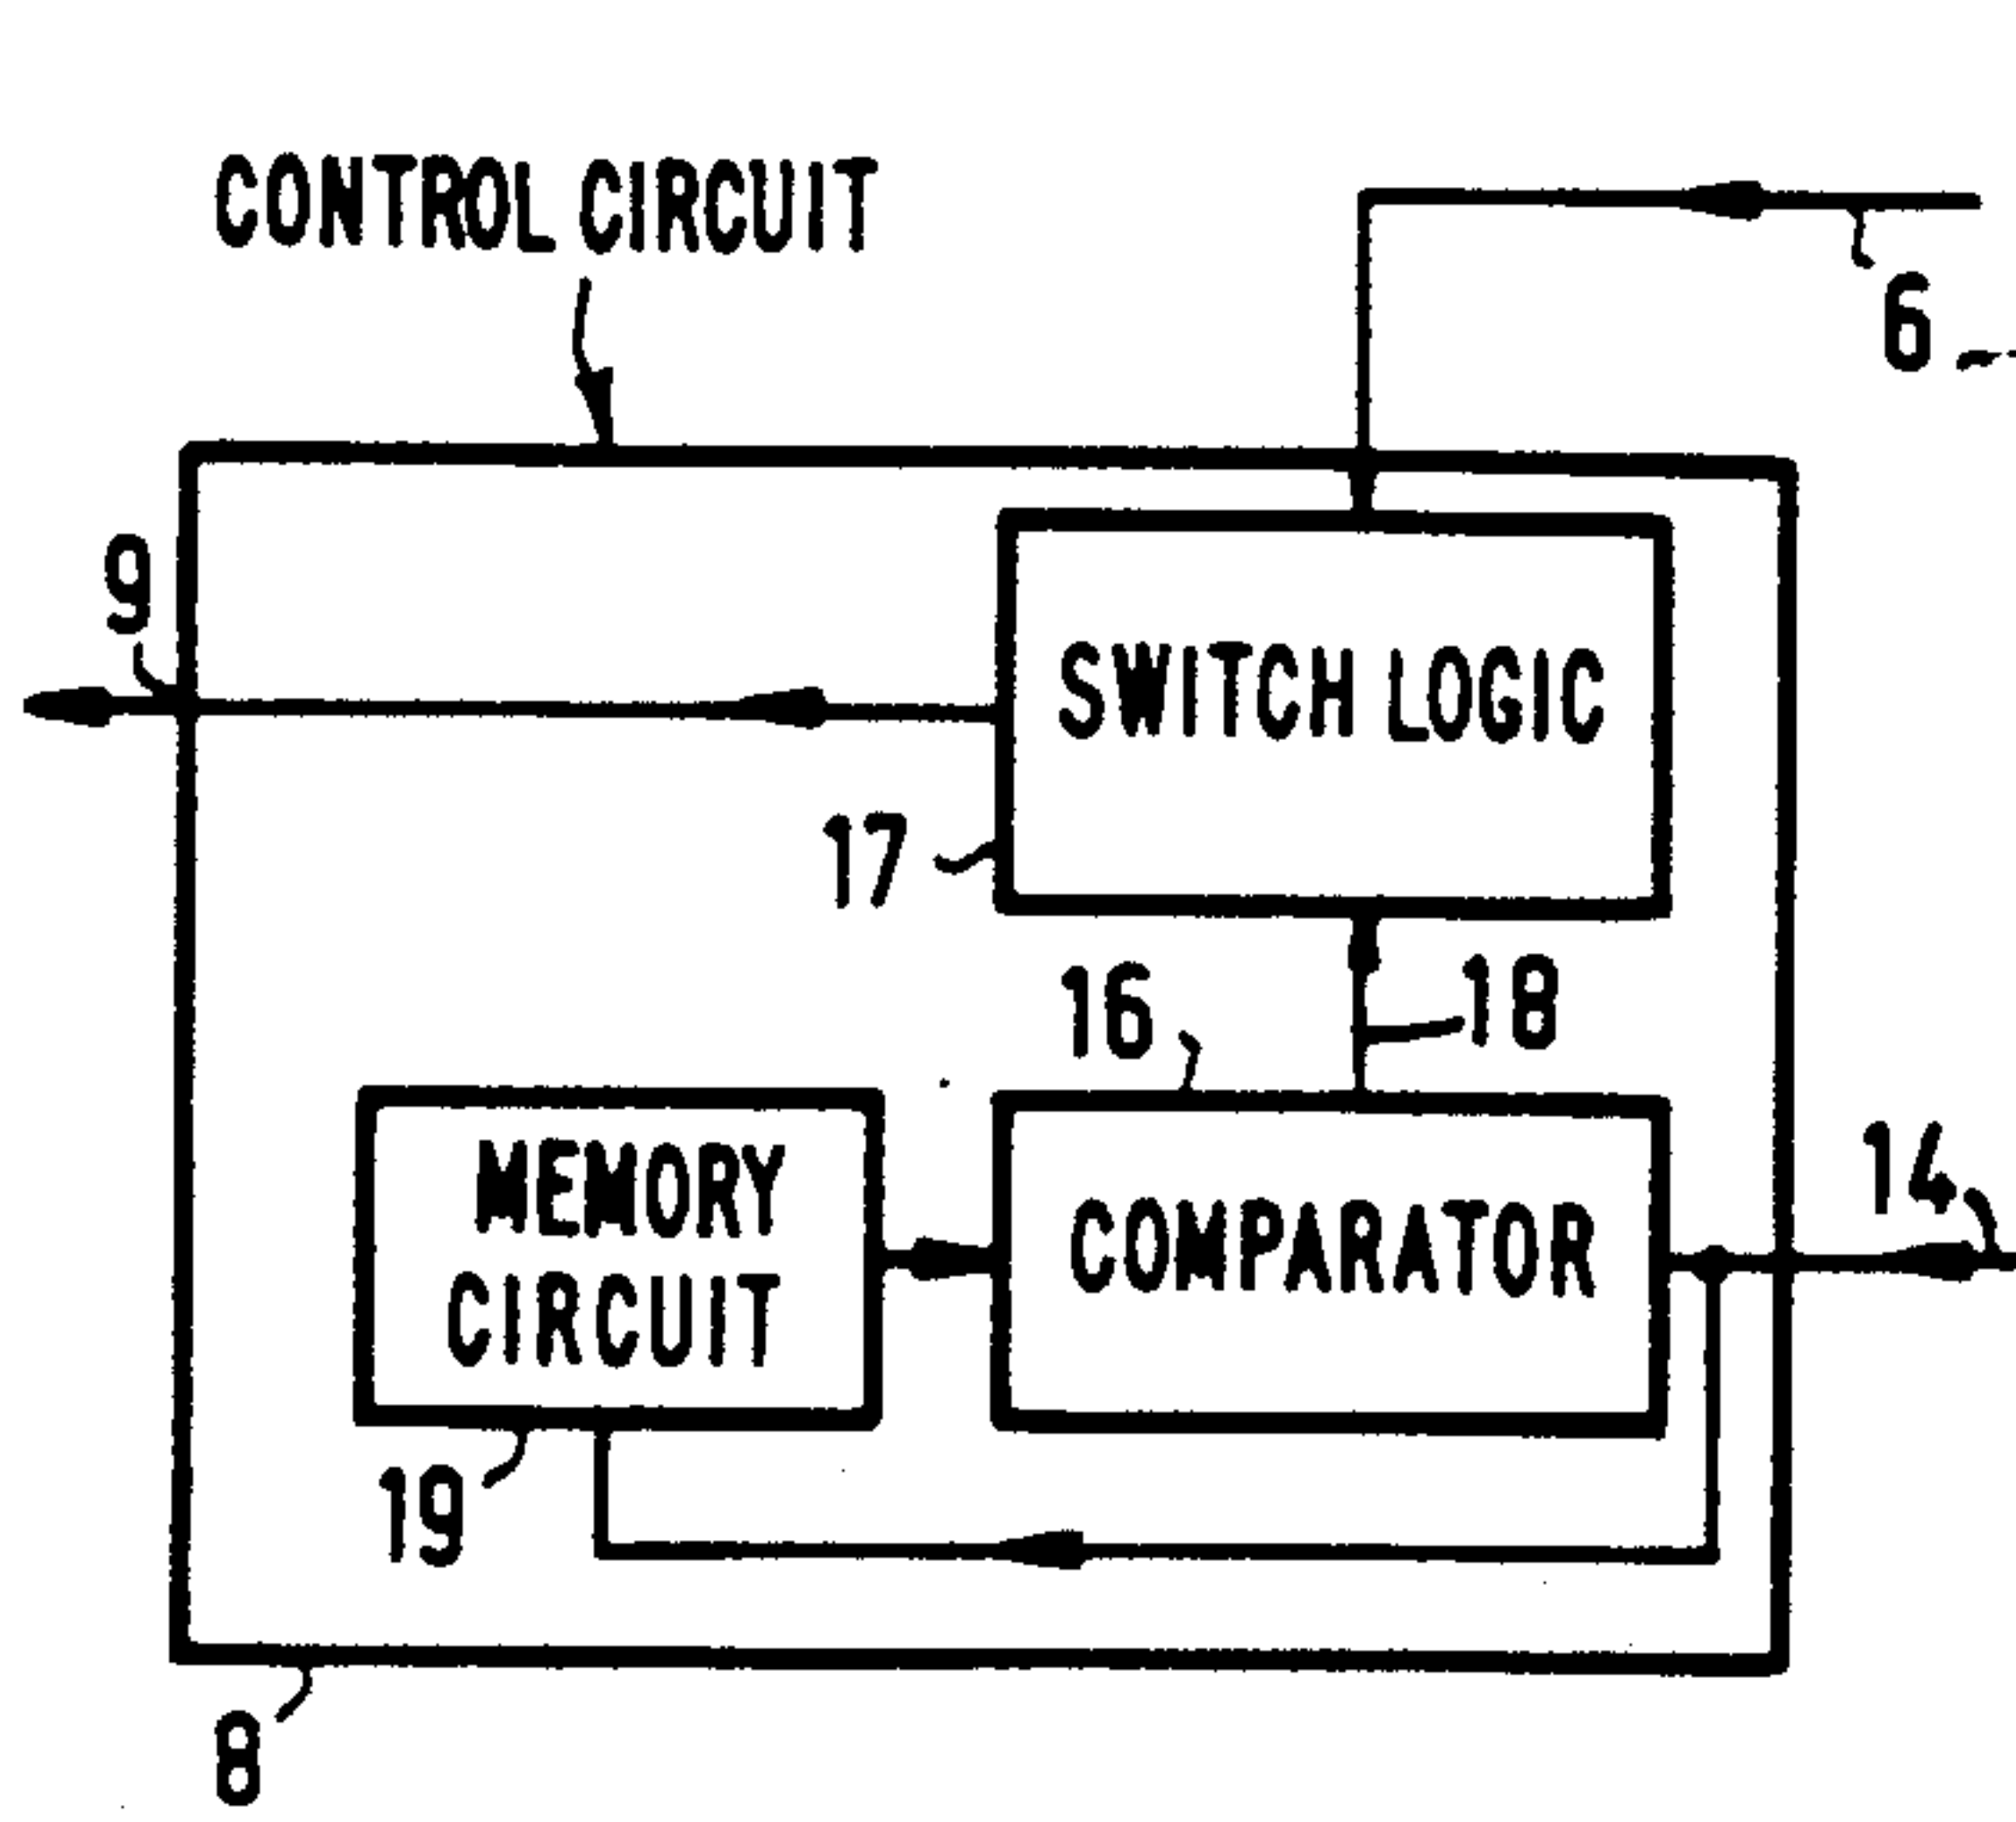 CONTROL CIRCUIT
6
9
SWITCH LOGIC
17
16
18
14
MEMORY
CIRCUIT
COMPARATOR
19
8